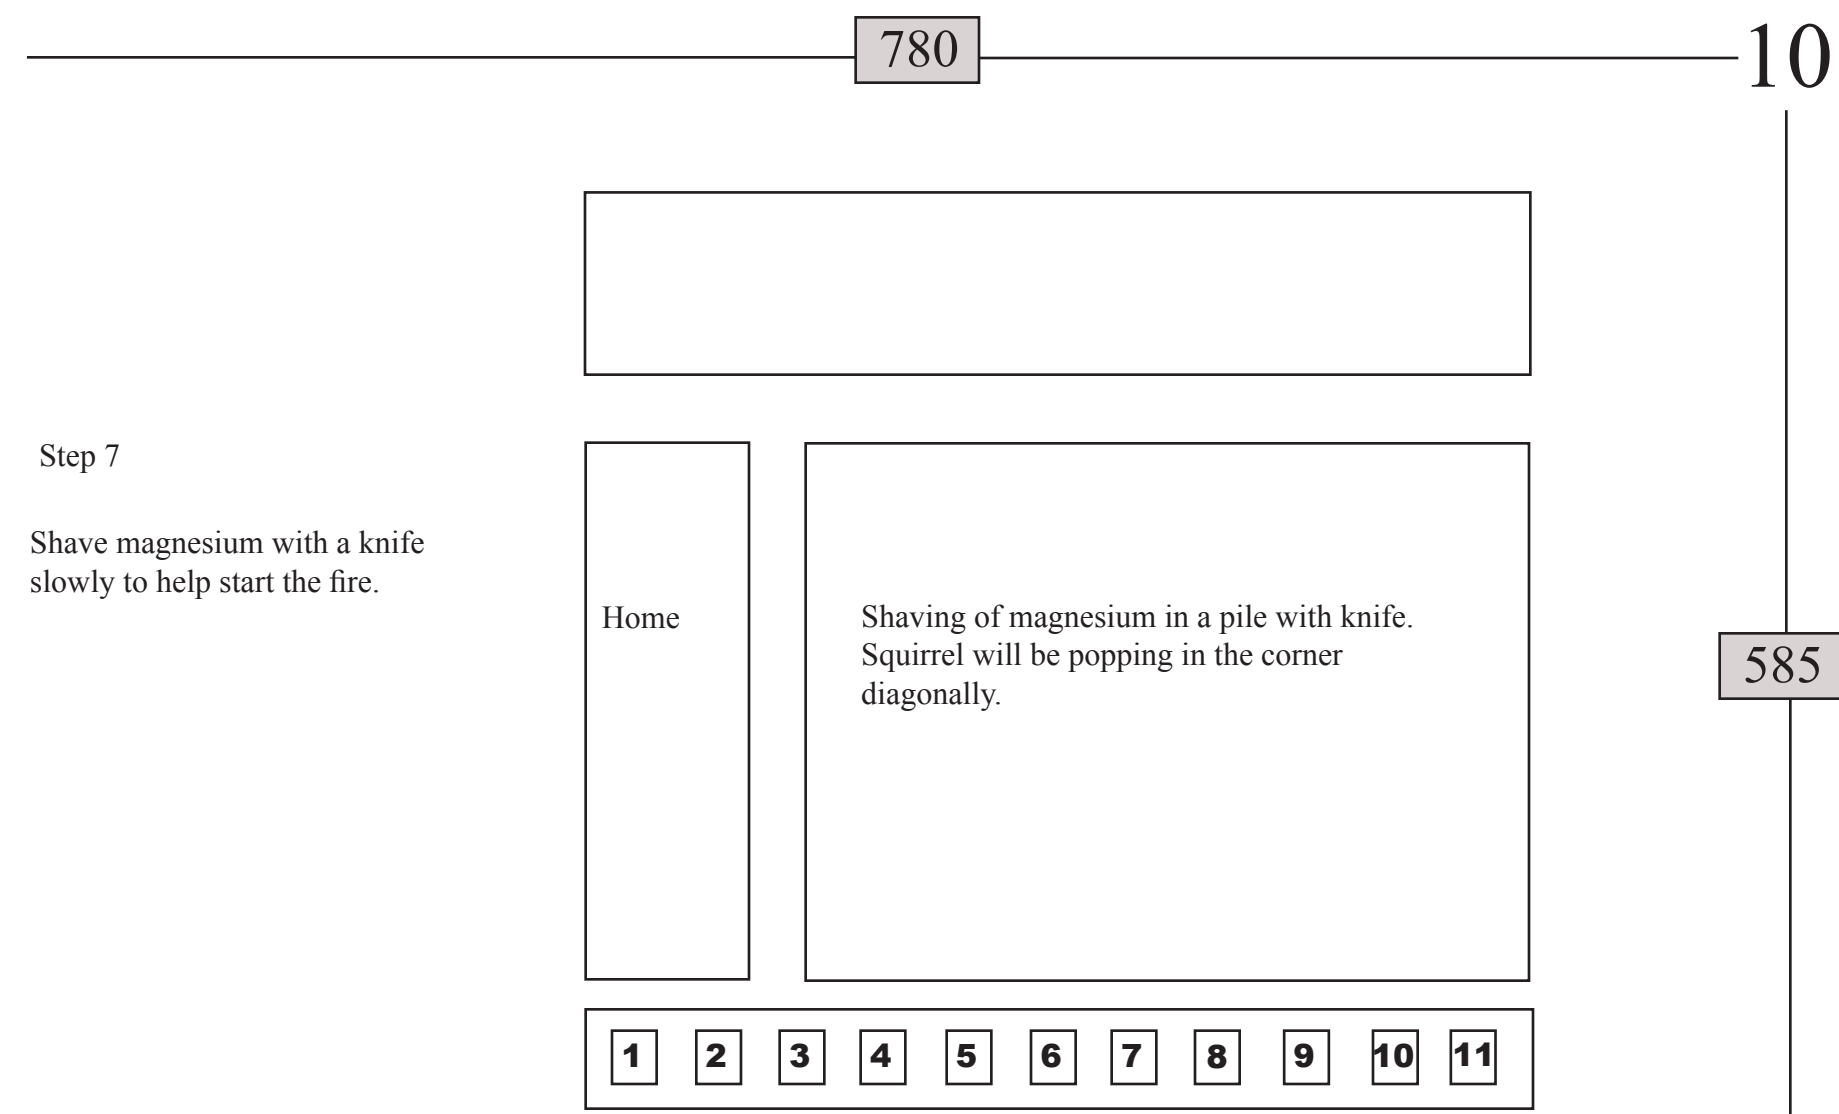 780
10
Step 7
Shave magnesium with a knife
slowly to help start the fire.
Home
Shaving of magnesium in a pile with knife.
Squirrel will be popping in the corner
diagonally.
585
1 2 3 4 5 6 7 8 9 10 11